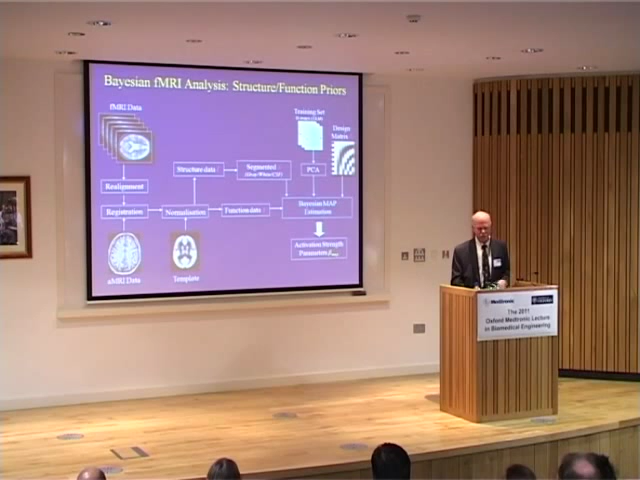 Bayesian fMRI Analysis: Structure/Function Priors
fMRI Data
Training Set
Design
Matrix
Structure data
Segmented
PCA
Realignment
Registration
Normalisation
Function data
Bayesian MAP
Estimation
Activation Strength
Parameters
aMRI Data
Template
Medtronic
The 2011
Oxford Medtronic Lecture
in Biomedical Engineering